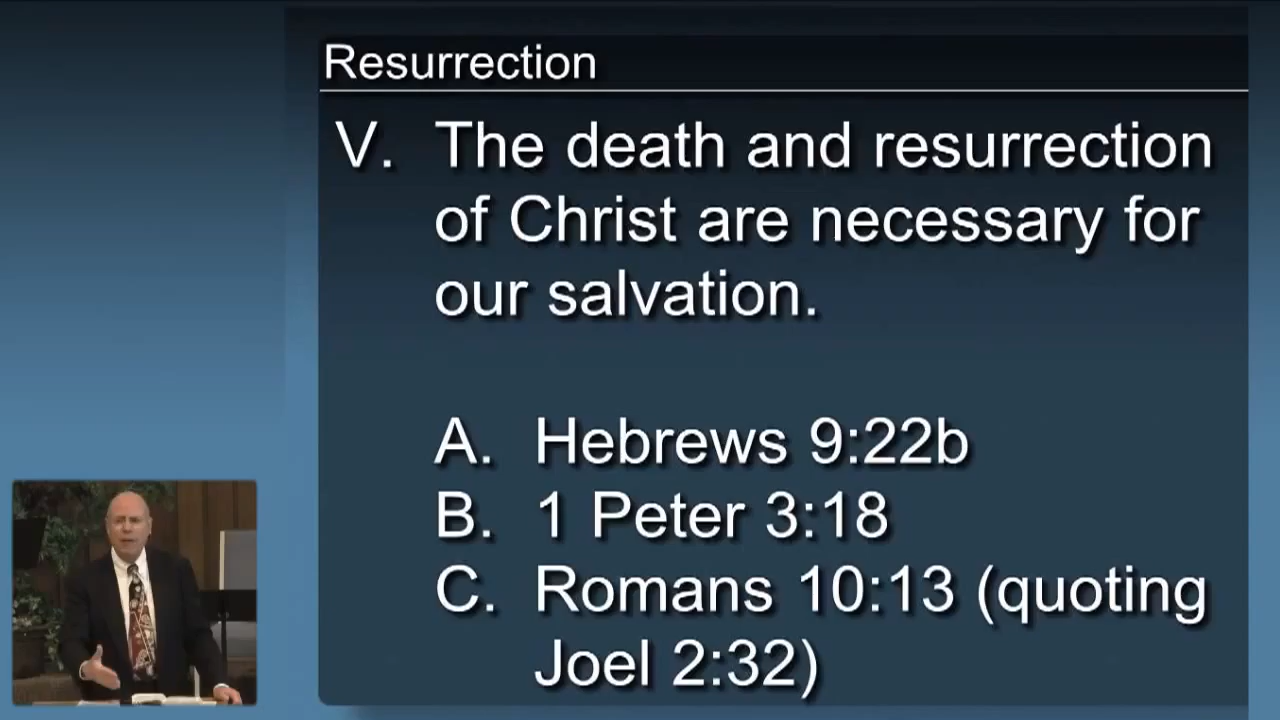 Resurrection
V. The death and resurrection
of Christ are necessary for
our salvation.
A. Hebrews 9:22b
B. 1 Peter 3:18
C. Romans 10:13 (quoting
Joel 2:32)